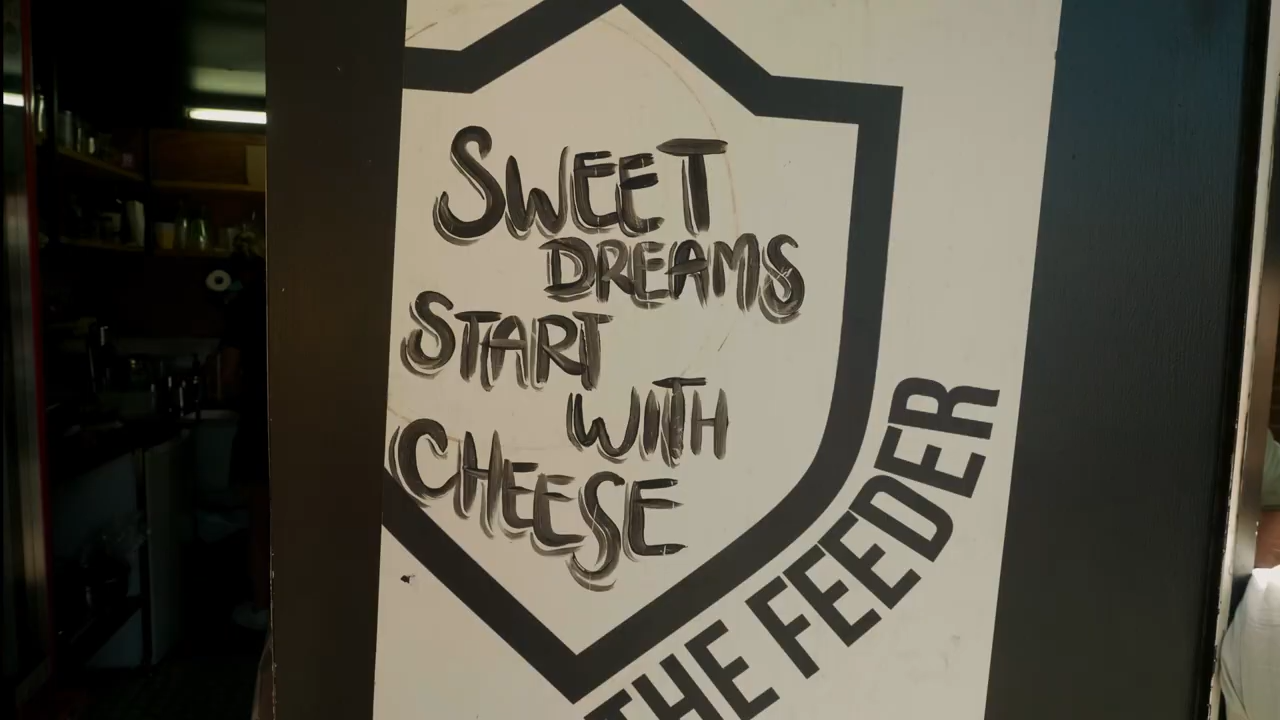 SWEET
DREAMS
START
WITH
CHEESE
THE FEEDER